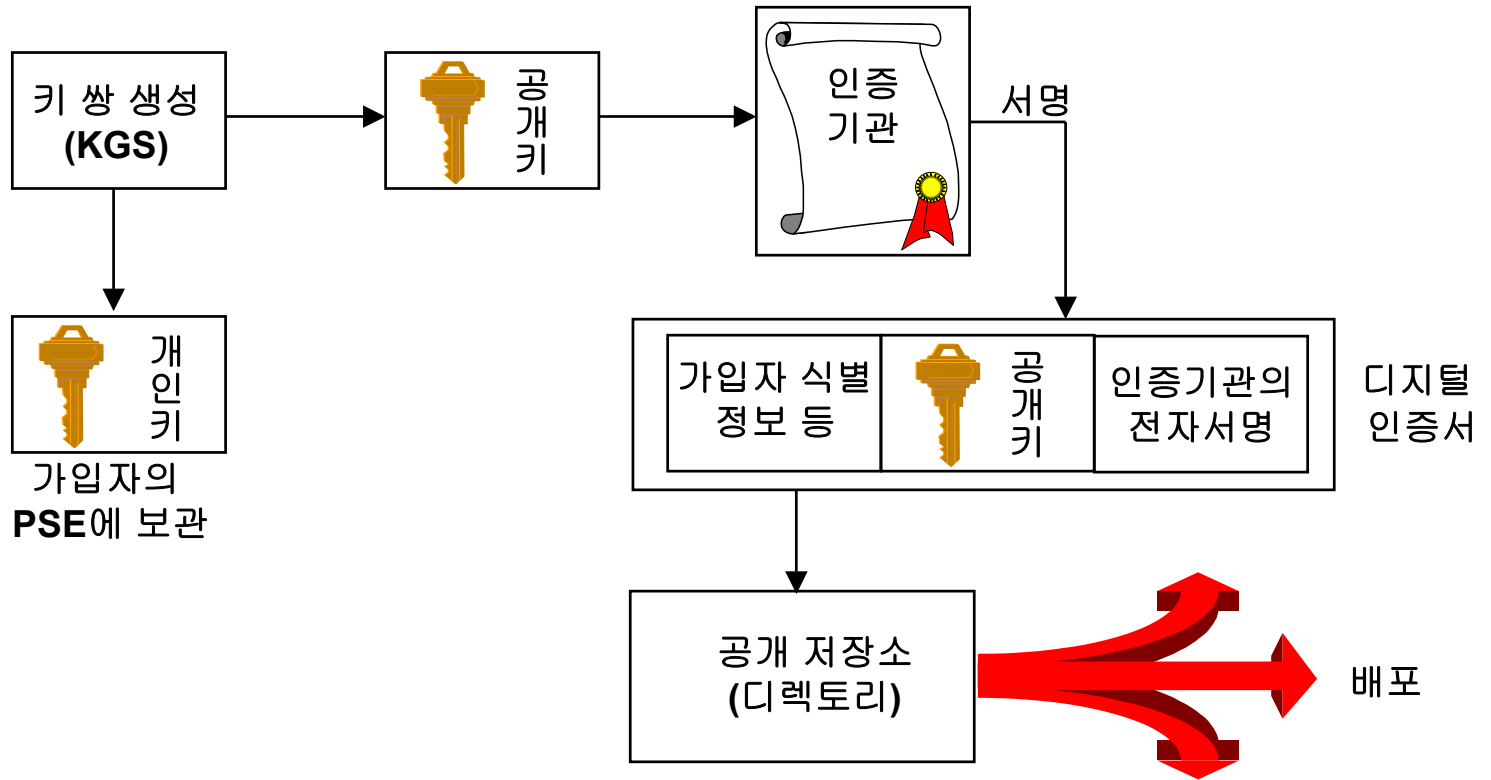 키 쌍 생성
(KGS)
공
개
키
인증
기관
서명
개
인
키
가입자의
PSE에 보관
가입자 식별
정보 등
공
개
키
인증기관의
전자서명
디지털
인증서
공개 저장소
(디렉토리)
배포